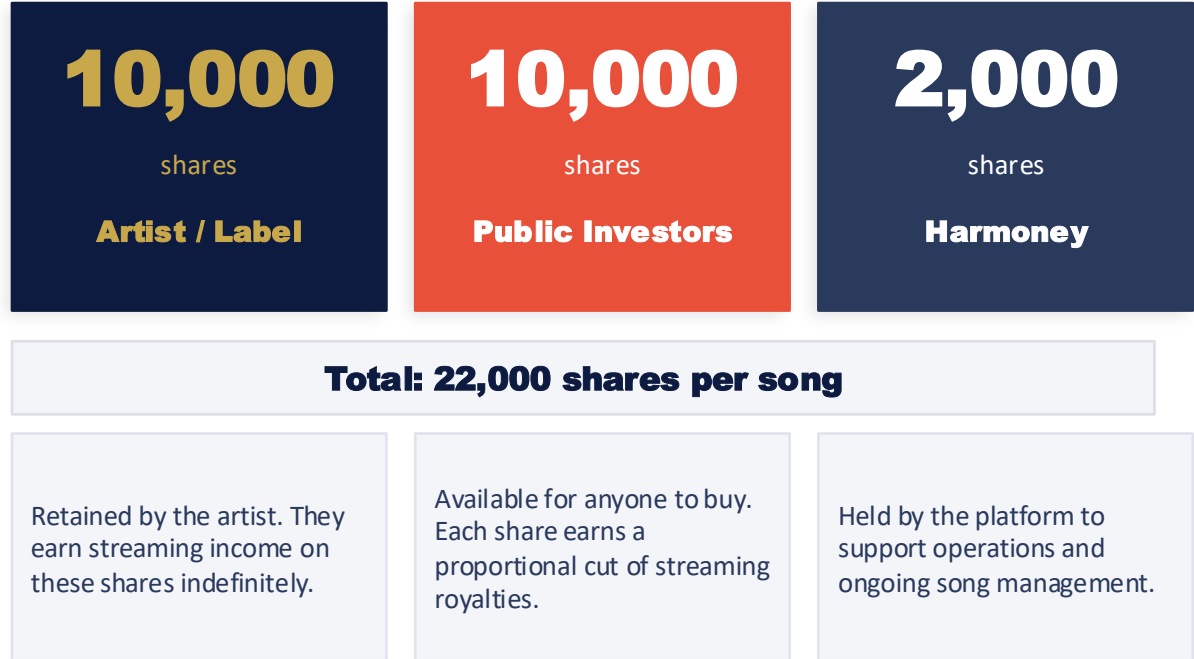 10,000
shares
Artist / Label
10,000
shares
Public Investors
2,000
shares
Harmoney
Total: 22,000 shares per song
Retained by the artist. They
earn streaming income on
these shares indefinitely.
Available for anyone to buy.
Each share earns a
proportional cut of streaming
royalties.
Held by the platform to
support operations and
ongoing song management.